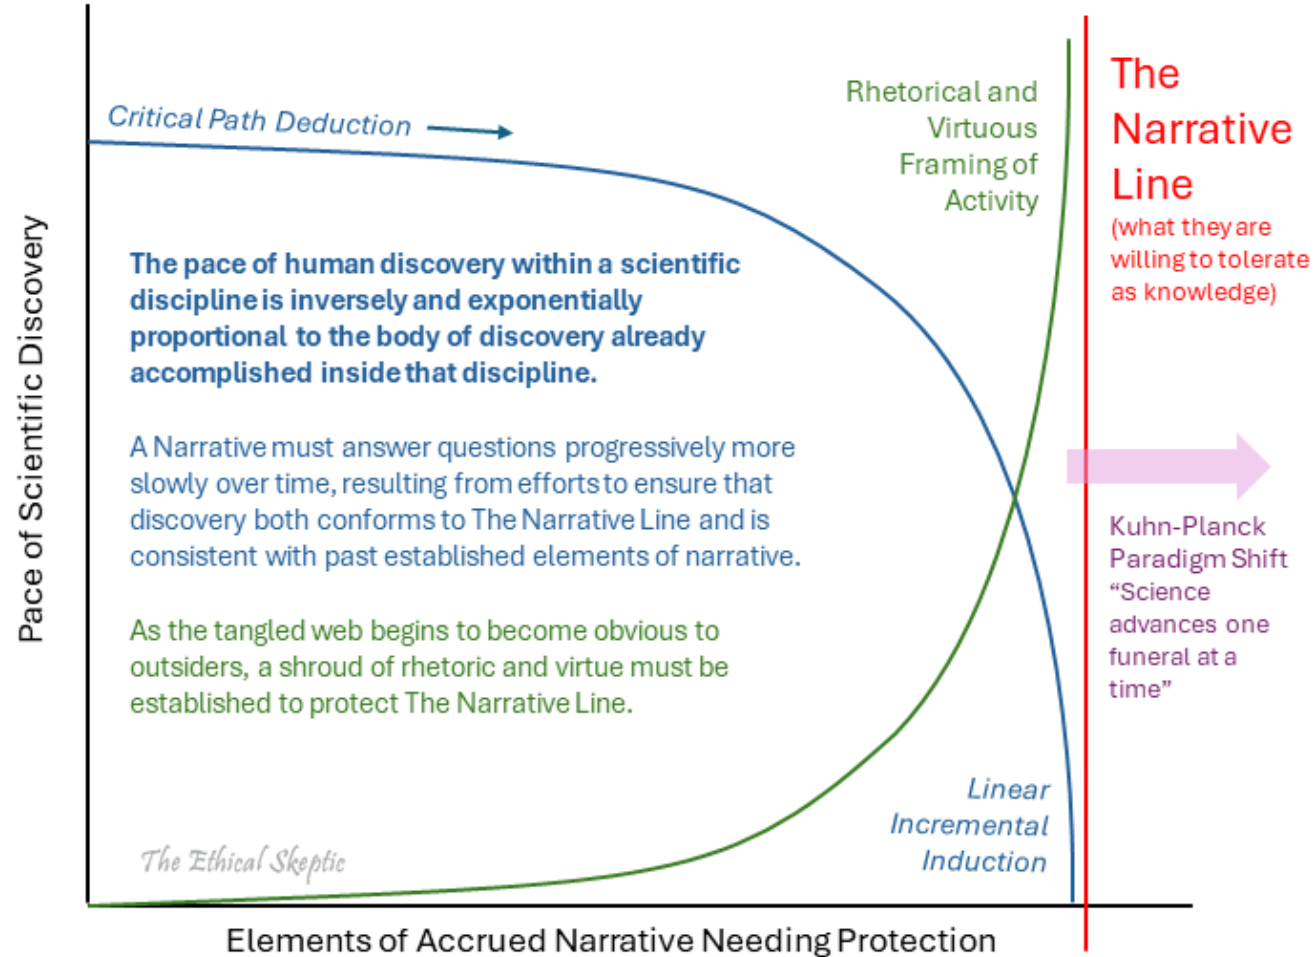 Critical Path Deduction
Rhetorical and
Virtuous
Framing of
Activity
The
Narrative
Line
(what they are
willing to tolerate
as knowledge)
Pace of Scientific Discovery
The pace of human discovery within a scientific
discipline is inversely and exponentially
proportional to the body of discovery already
accomplished inside that discipline.
A Narrative must answer questions progressively more
slowly over time, resulting from efforts to ensure that
discovery both conforms to The Narrative Line and is
consistent with past established elements of narrative.
As the tangled web begins to become obvious to
outsiders, a shroud of rhetoric and virtue must be
established to protect The Narrative Line.
Kuhn-Planck
Paradigm Shift
“Science
advances one
funeral at a
time”
Linear
Incremental
Induction
The Ethical Skeptic
Elements of Accrued Narrative Needing Protection